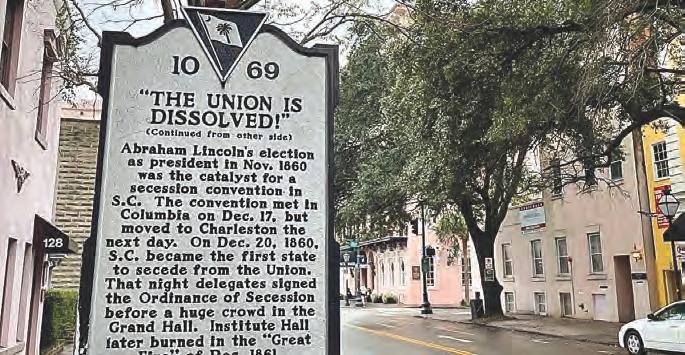 10 69
"THE UNION IS
DISSOLVED!"
(Continued from other side)
Abraham Lincoln's election
as president in Nov. 1860
was the catalyst for a
secession convention in
S.C. The convention met in
Columbia on Dec. 17, but
moved to Charleston the
next day. On Dec. 20, 1860,
S.C. became the first state
to secede from the Union.
That night delegates signed
the Ordinance of Secession
before a huge crowd in the
Grand Hall. Institute Hall
later burned in the "Great
Fire" of Dec. 1861.
128